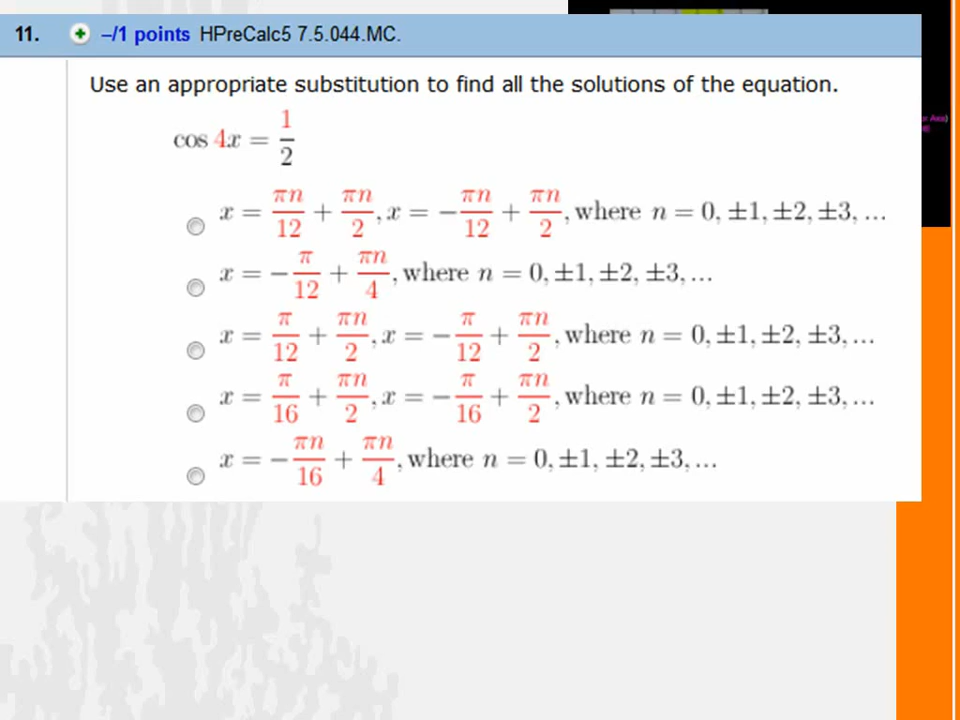 11. –/1 points HPreCalc5 7.5.044.MC.
Use an appropriate substitution to find all the solutions of the equation.
cos 4x = 1/2
x = πn/12 + πn/2, x = −πn/12 + πn/2, where n = 0, ±1, ±2, ±3, ...
x = −π/12 + πn/4, where n = 0, ±1, ±2, ±3, ...
x = π/12 + πn/2, x = −π/12 + πn/2, where n = 0, ±1, ±2, ±3, ...
x = π/16 + πn/2, x = −π/16 + πn/2, where n = 0, ±1, ±2, ±3, ...
x = −πn/16 + πn/4, where n = 0, ±1, ±2, ±3, ...